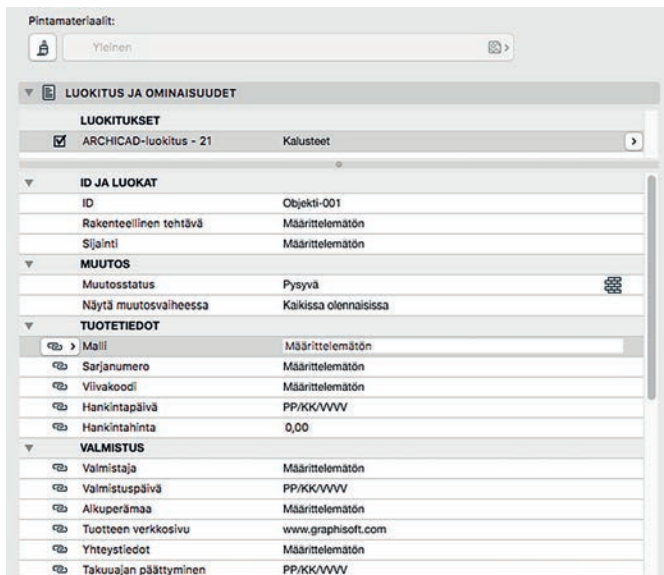 Pintamateriaalit:
Yleinen
LUOKITUS JA OMINAISUUDET
LUOKITUKSET
ARCHICAD-luokitus - 21 Kalusteet
ID JA LUOKAT
ID Objekti-001
Rakenteellinen tehtävä Määrittelemätön
Sijainti Määrittelemätön
MUUTOS
Muutosstatus Pysyvä
Näytä muutosvaiheessa Kaikissa olennaisissa
TUOTETIEDOT
Malli Määrittelemätön
Sarjanumero Määrittelemätön
Viivakoodi Määrittelemätön
Hankintapäivä PP/KK/VVVV
Hankintahinta 0,00
VALMISTUS
Valmistaja Määrittelemätön
Valmistuspäivä PP/KK/VVVV
Alkuperämaa Määrittelemätön
Tuotteen verkkosivu www.graphisoft.com
Yhteystiedot Määrittelemätön
Takuuajan päättyminen PP/KK/VVVV